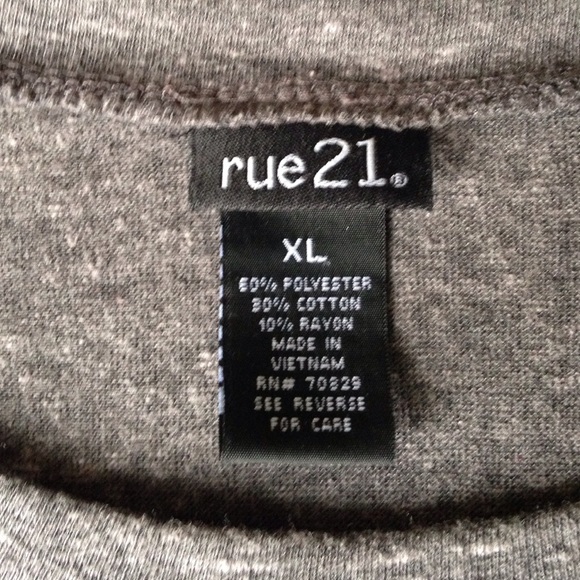 rue21®
XL
60% POLYESTER
30% COTTON
10% RAYON
MADE IN
VIETNAM
RN# 70829
SEE REVERSE
FOR CARE